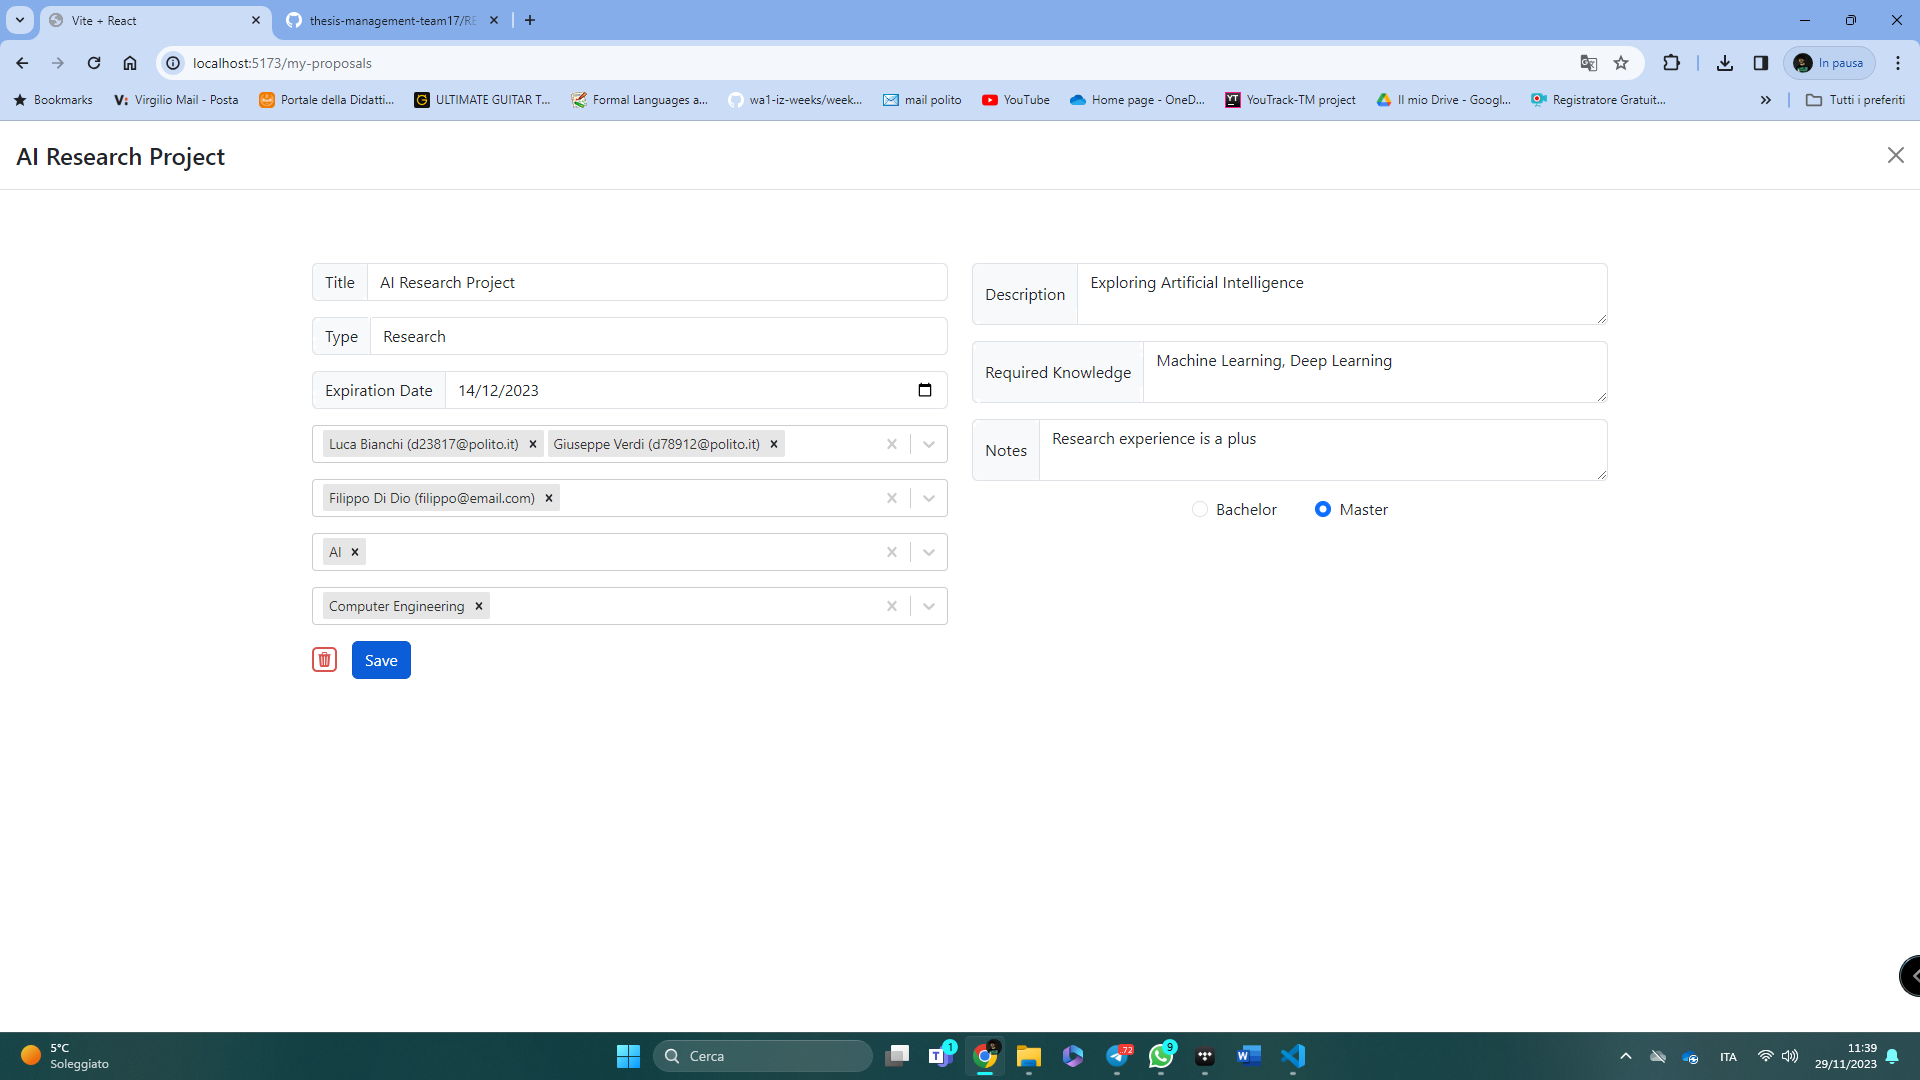 Vite + React
thesis-management-team17/RE
localhost:5173/my-proposals
In pausa
Bookmarks
Virgilio Mail - Posta
Portale della Didatti...
ULTIMATE GUITAR T...
Formal Languages a...
wa1-iz-weeks/week...
mail polito
YouTube
Home page - OneD...
YouTrack-TM project
Il mio Drive - Googl...
Registratore Gratuit...
Tutti i preferiti
AI Research Project
Title
AI Research Project
Type
Research
Expiration Date
14/12/2023
Luca Bianchi (d23817@polito.it)
Giuseppe Verdi (d78912@polito.it)
Filippo Di Dio (filippo@email.com)
AI
Computer Engineering
Save
Description
Exploring Artificial Intelligence
Required Knowledge
Machine Learning, Deep Learning
Notes
Research experience is a plus
Bachelor
Master
5°C
Soleggiato
Cerca
1
72
9
ITA
11:39
29/11/2023